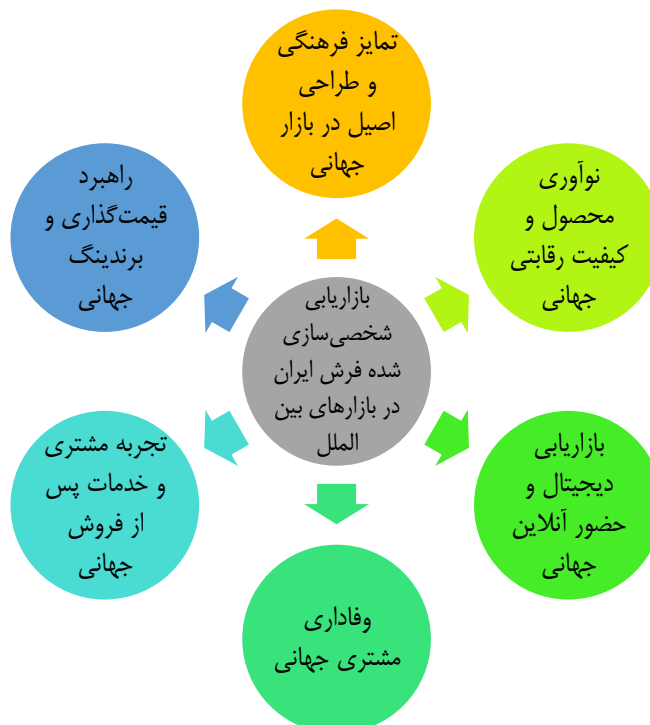 تمایز فرهنگی
و طراحی
اصیل در بازار
جهانی
نوآوری
محصول و
کیفیت رقابتی
جهانی
راهبرد
قیمت‌گذاری و
برندینگ
جهانی
بازاریابی
شخصی‌سازی
شده فرش ایران
در بازارهای بین
الملل
بازاریابی
دیجیتال و
حضور آنلاین
جهانی
تجربه مشتری
و خدمات پس
از فروش
جهانی
وفاداری
مشتری جهانی